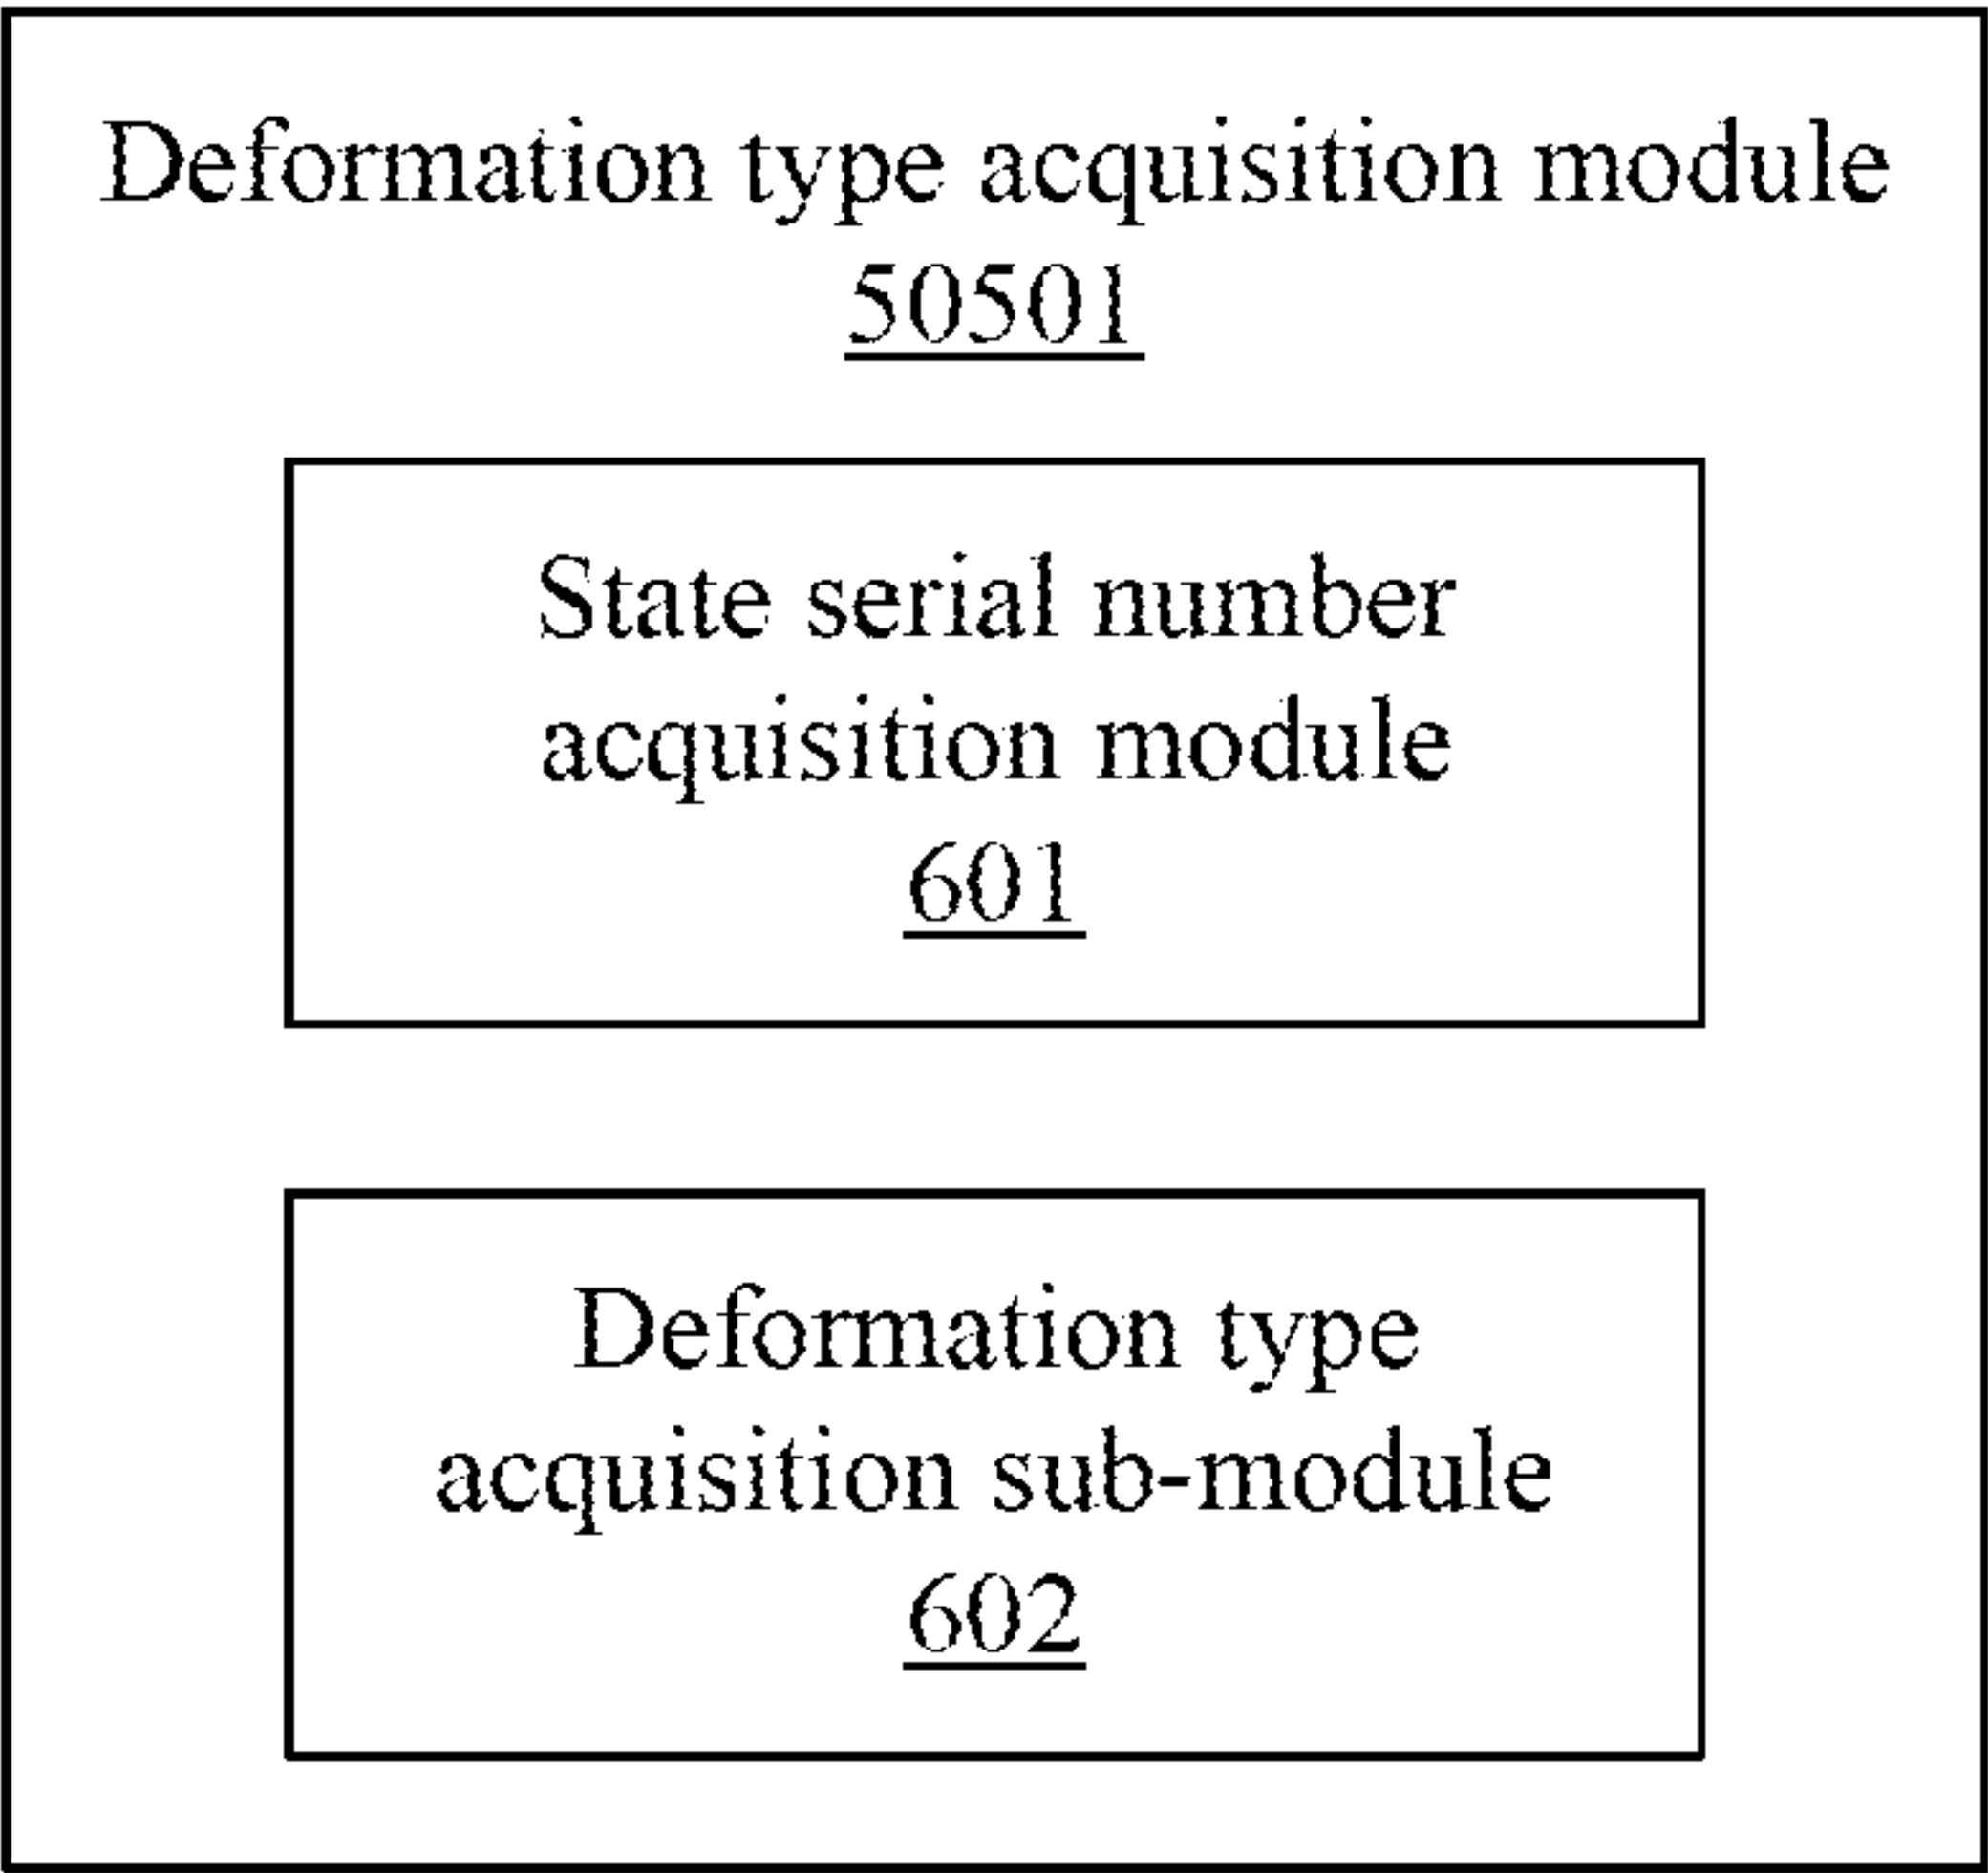 Deformation type acquisition module
50501
State serial number
acquisition module
601
Deformation type
acquisition sub-module
602